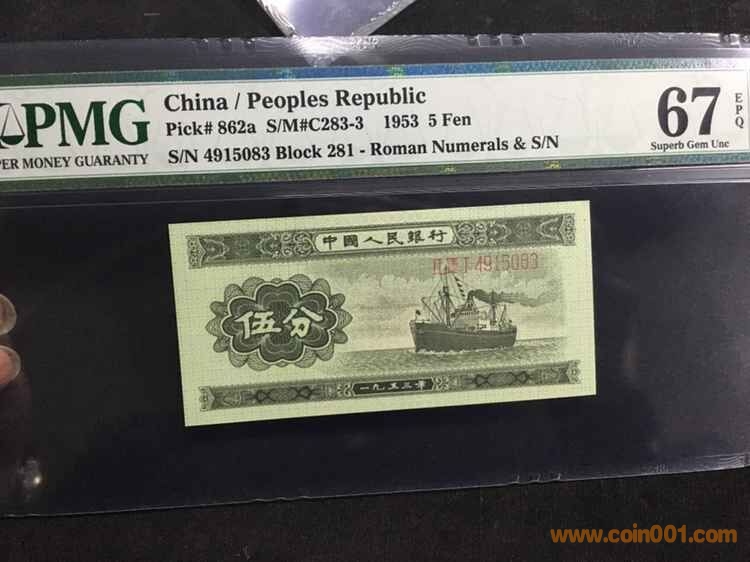 PMG
PER MONEY GUARANTY
China / Peoples Republic
Pick# 862a S/M#C283-3 1953 5 Fen
S/N 4915083 Block 281 - Roman Numerals & S/N
67
EPQ
Superb Gem Unc
中國人民銀行
4915083
伍分
一九五三年
www.coin001.com